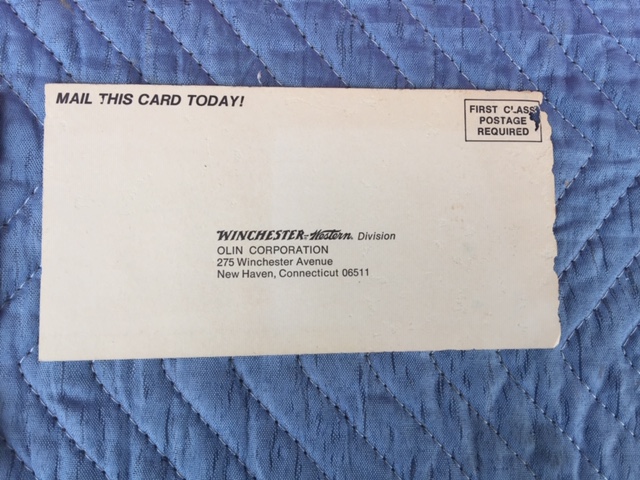 MAIL THIS CARD TODAY!
FIRST CLASS
POSTAGE
REQUIRED
WINCHESTER-Western Division
OLIN CORPORATION
275 Winchester Avenue
New Haven, Connecticut 06511